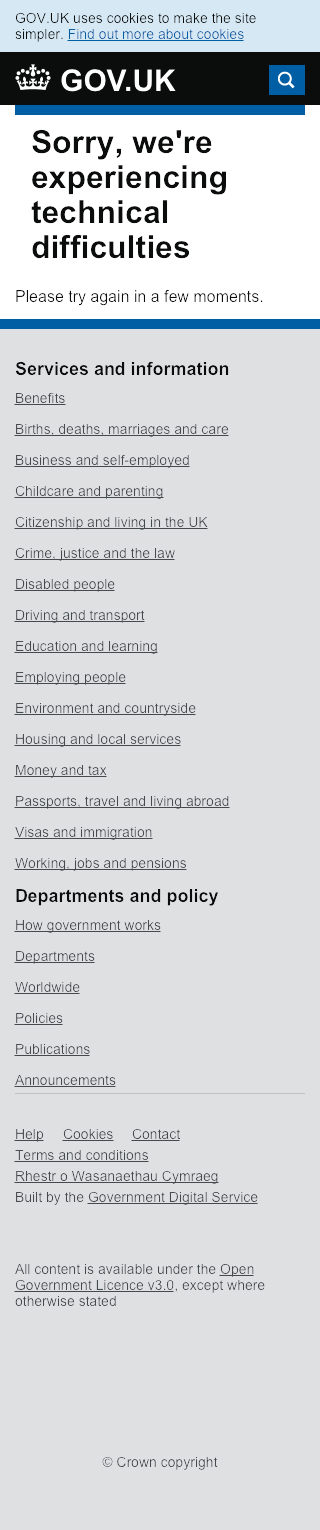 GOV.UK uses cookies to make the site
simpler. Find out more about cookies
GOV.UK
Sorry, we're
experiencing
technical
difficulties
Please try again in a few moments.
Services and information
Benefits
Births, deaths, marriages and care
Business and self-employed
Childcare and parenting
Citizenship and living in the UK
Crime, justice and the law
Disabled people
Driving and transport
Education and learning
Employing people
Environment and countryside
Housing and local services
Money and tax
Passports, travel and living abroad
Visas and immigration
Working, jobs and pensions
Departments and policy
How government works
Departments
Worldwide
Policies
Publications
Announcements
Help Cookies Contact
Terms and conditions
Rhestr o Wasanaethau Cymraeg
Built by the Government Digital Service
All content is available under the Open
Government Licence v3.0, except where
otherwise stated
© Crown copyright